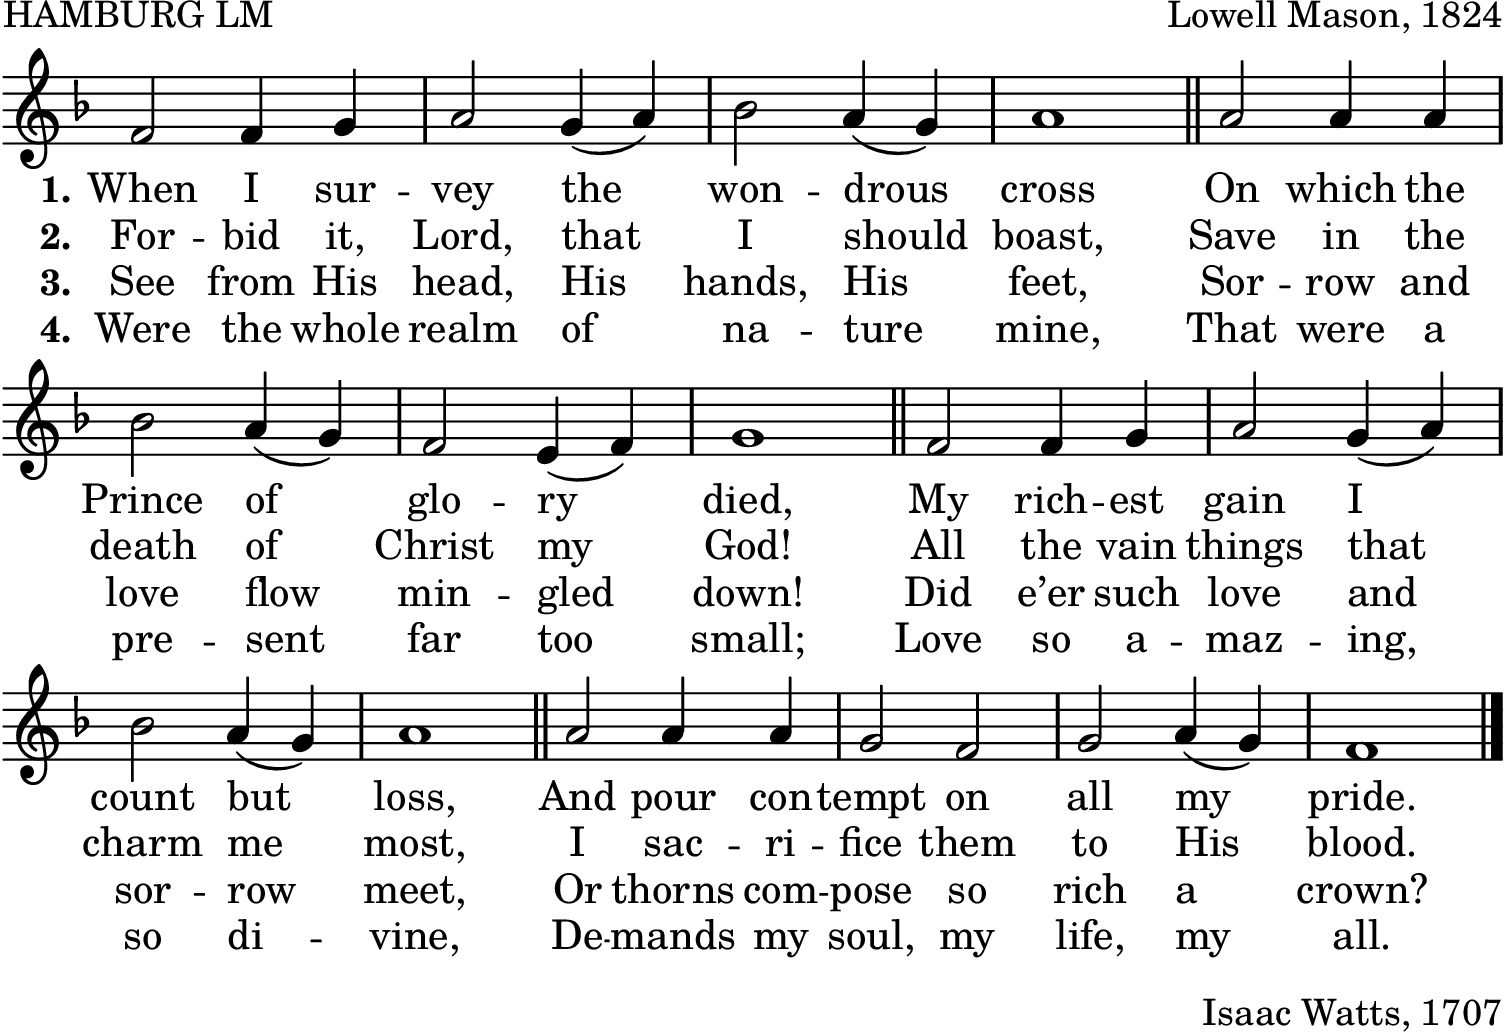 HAMBURG LM
Lowell Mason, 1824
1. When I sur -- vey the won -- drous cross On which the
2. For -- bid it, Lord, that I should boast, Save in the
3. See from His head, His hands, His feet, Sor -- row and
4. Were the whole realm of na -- ture mine, That were a
Prince of glo -- ry died, My rich -- est gain I
death of Christ my God! All the vain things that
love flow min -- gled down! Did e’er such love and
pre -- sent far too small; Love so a -- maz -- ing,
count but loss, And pour contempt on all my pride.
charm me most, I sac -- ri -- fice them to His blood.
sor -- row meet, Or thorns com -- pose so rich a crown?
so di -- vine, De -- mands my soul, my life, my all.
Isaac Watts, 1707